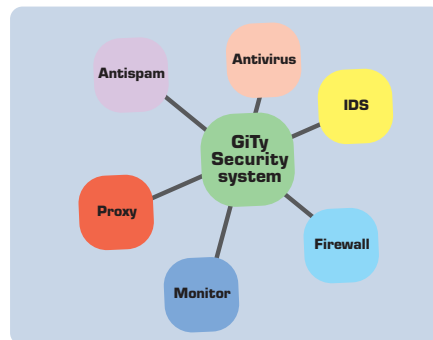 Antivirus
Antispam
IDS
GiTy
Security
system
Proxy
Firewall
Monitor